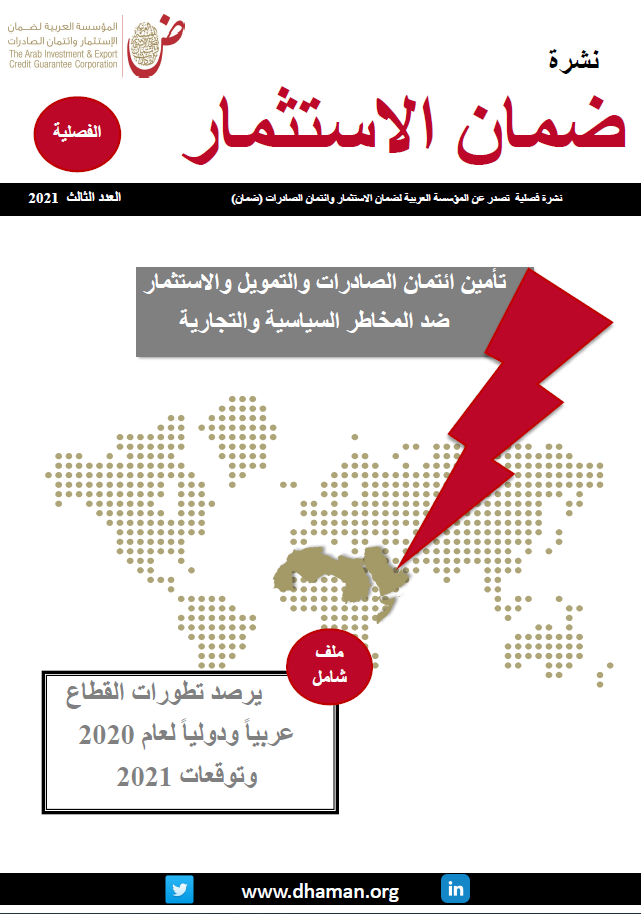 المؤسسة العربية لضمان
الإستثمار وائتمان الصادرات
The Arab Investment & Export
Credit Guarantee Corporation
نشرة
ضمان الاستثمار
الفصلية
نشرة فصلية تصدر عن المؤسسة العربية لضمان الاستثمار وائتمان الصادرات (ضمان)
العدد الثالث 2021
تأمين ائتمان الصادرات والتمويل والاستثمار
ضد المخاطر السياسية والتجارية
ملف
شامل
يرصد تطورات القطاع
عربياً ودولياً لعام 2020
وتوقعات 2021
www.dhaman.org